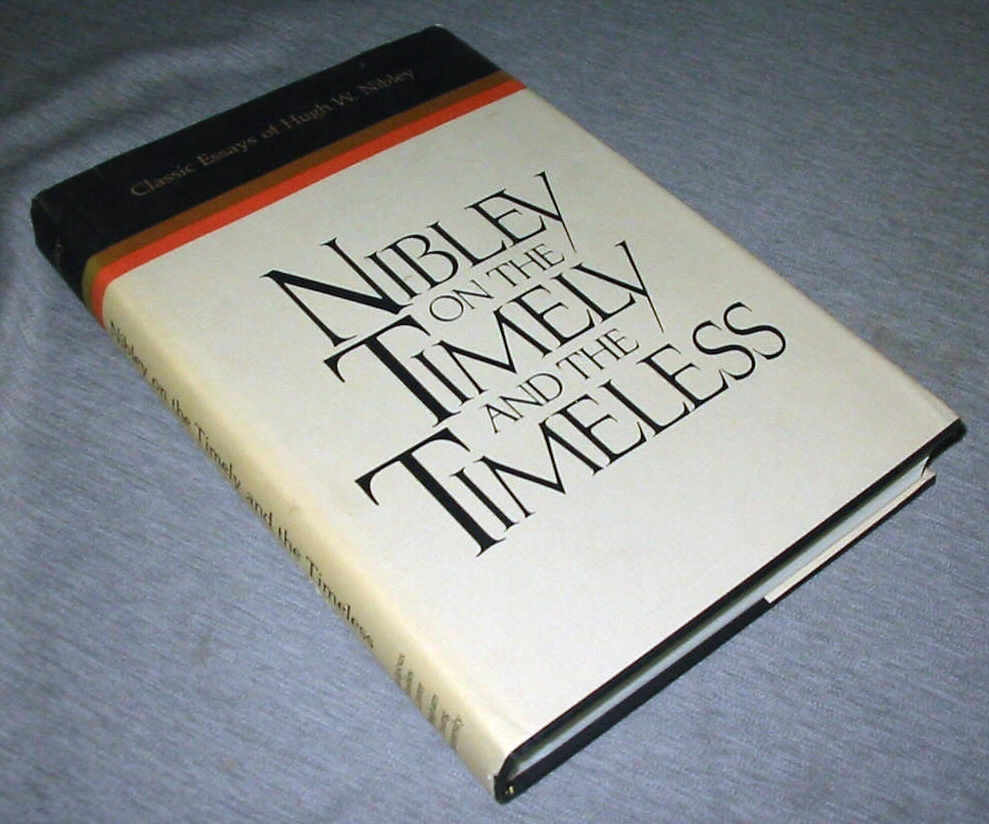 Classic Essays of Hugh W. Nibley
NIBLEY
ON THE
TIMELY
AND THE
TIMELESS
Nibley on the Timely and the Timeless